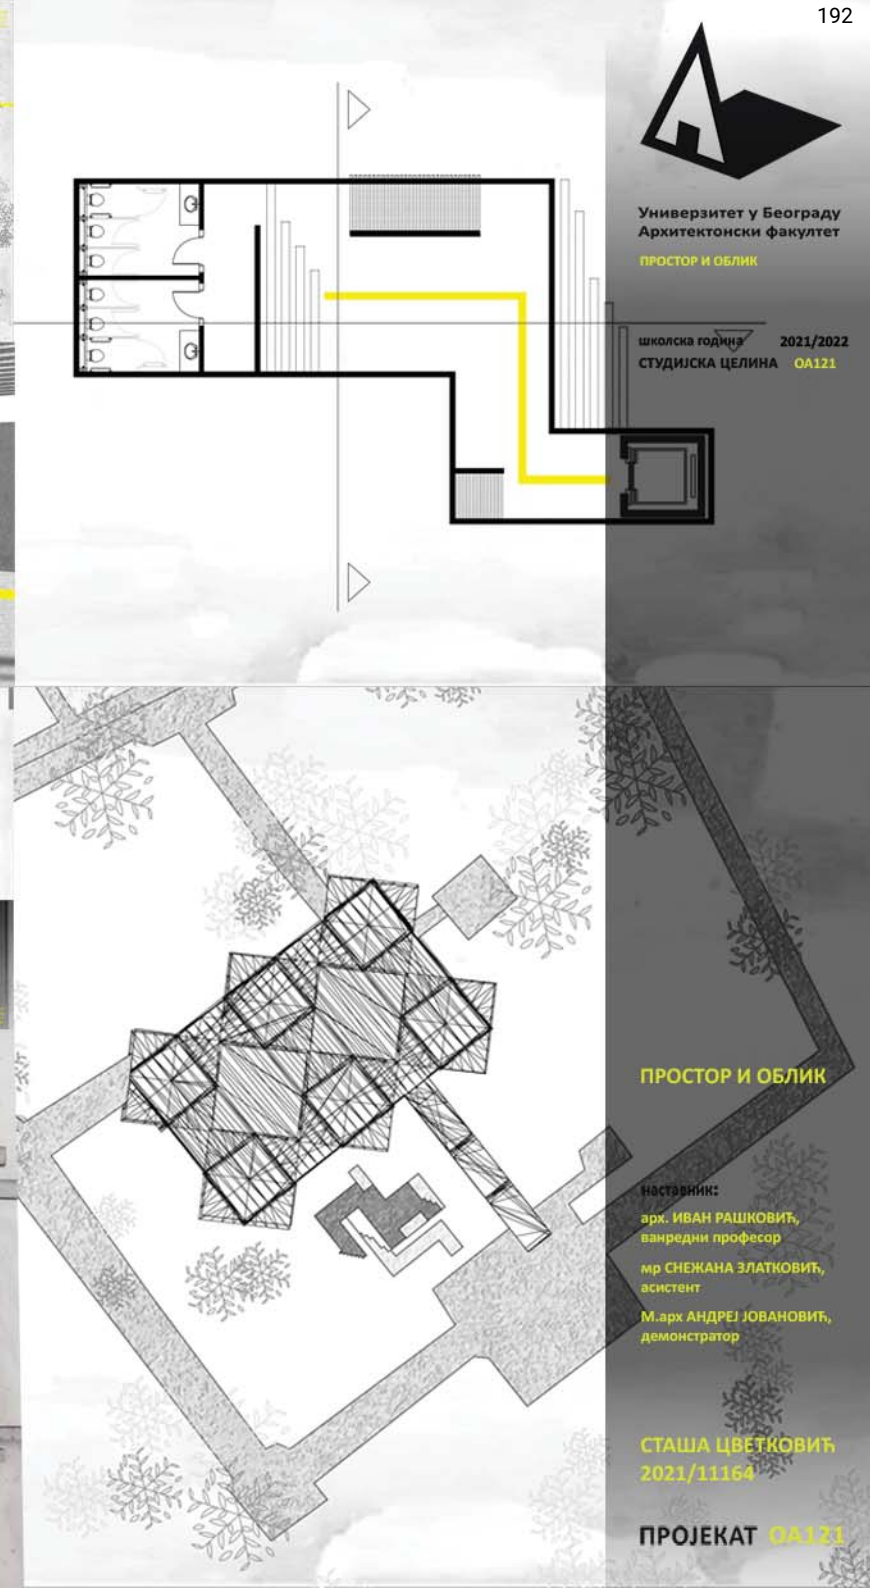 192
Универзитет у Београду
Архитектонски факултет
ПРОСТОР И ОБЛИК
школска година 2021/2022
СТУДИЈСКА ЦЕЛИНА ОА121
ПРОСТОР И ОБЛИК
наставник:
арх. ИВАН РАШКОВИЋ,
ванредни професор
мр СНЕЖАНА ЗЛАТКОВИЋ,
асистент
М.арх АНДРЕЈ ЈОВАНОВИЋ,
демонстратор
СТАША ЦВЕТКОВИЋ
2021/11164
ПРОЈЕКАТ ОА121